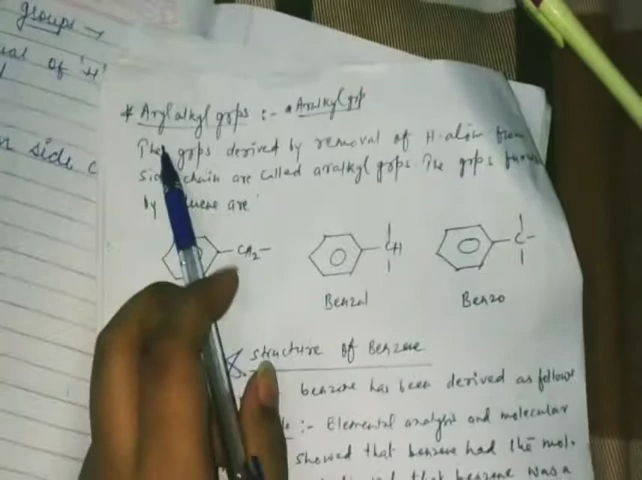 groups →
of 'H'
side c
* Arylalkyl grps :- * Aralkyl grp
The grps derived by removal of H-atom from
side chain are called aralkyl grps. The grps
by are
CH2 —
CH
C —
Benzal
Benzo
Structure of Benzene
benzene has been derived as follows
:- Elemental analysis and molecular
showed that benzene had the mol.
that benzene was a